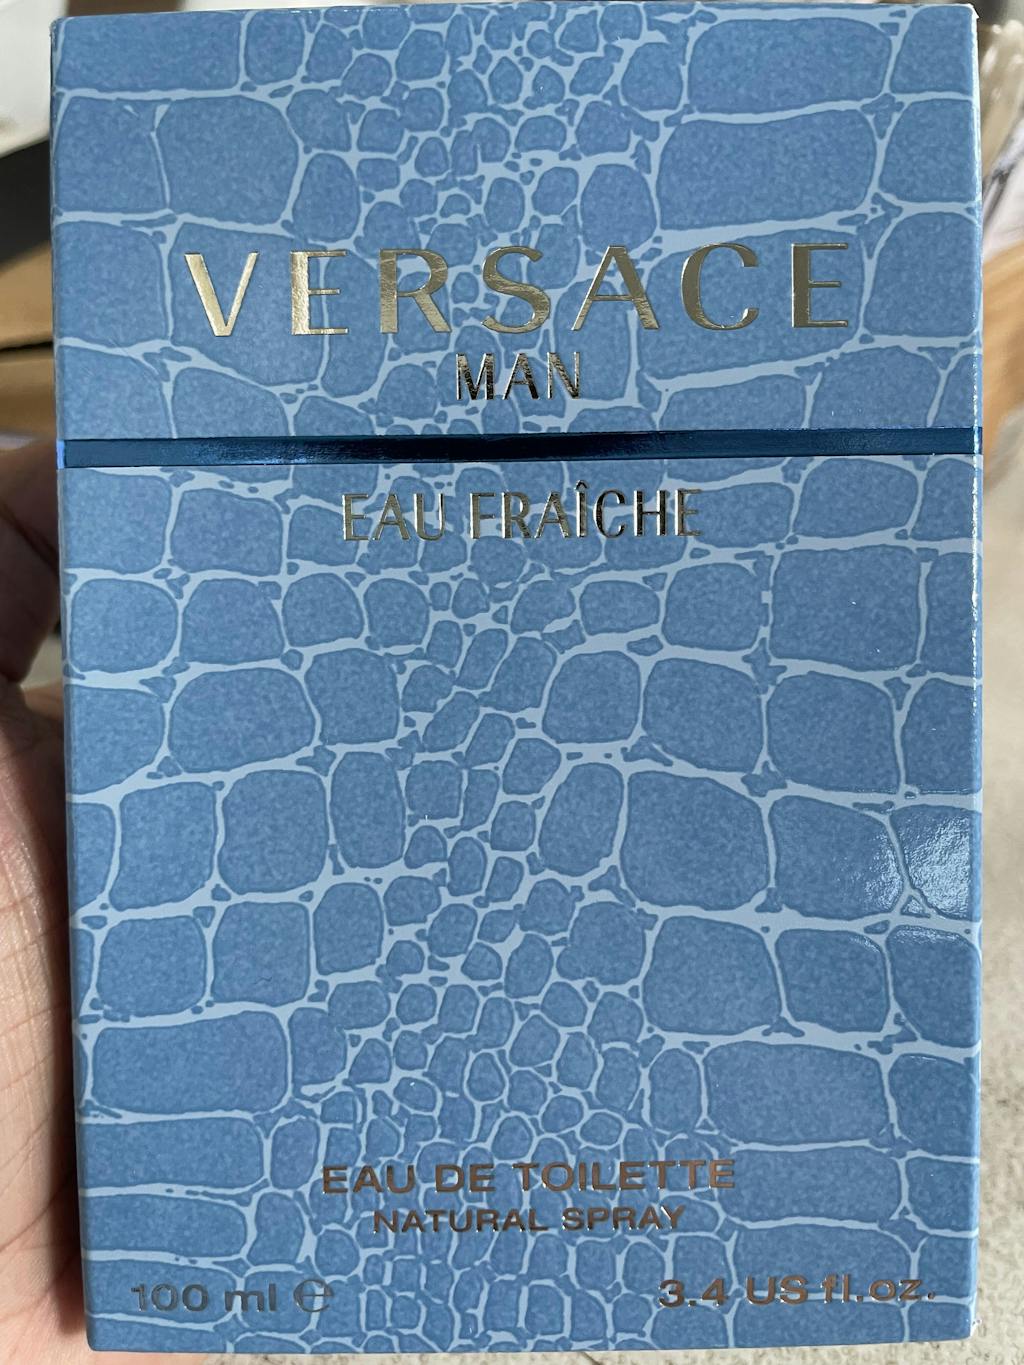 VERSACE
MAN
EAU FRAÎCHE
EAU DE TOILETTE
NATURAL SPRAY
100 ml ℮
3.4 US fl.oz.